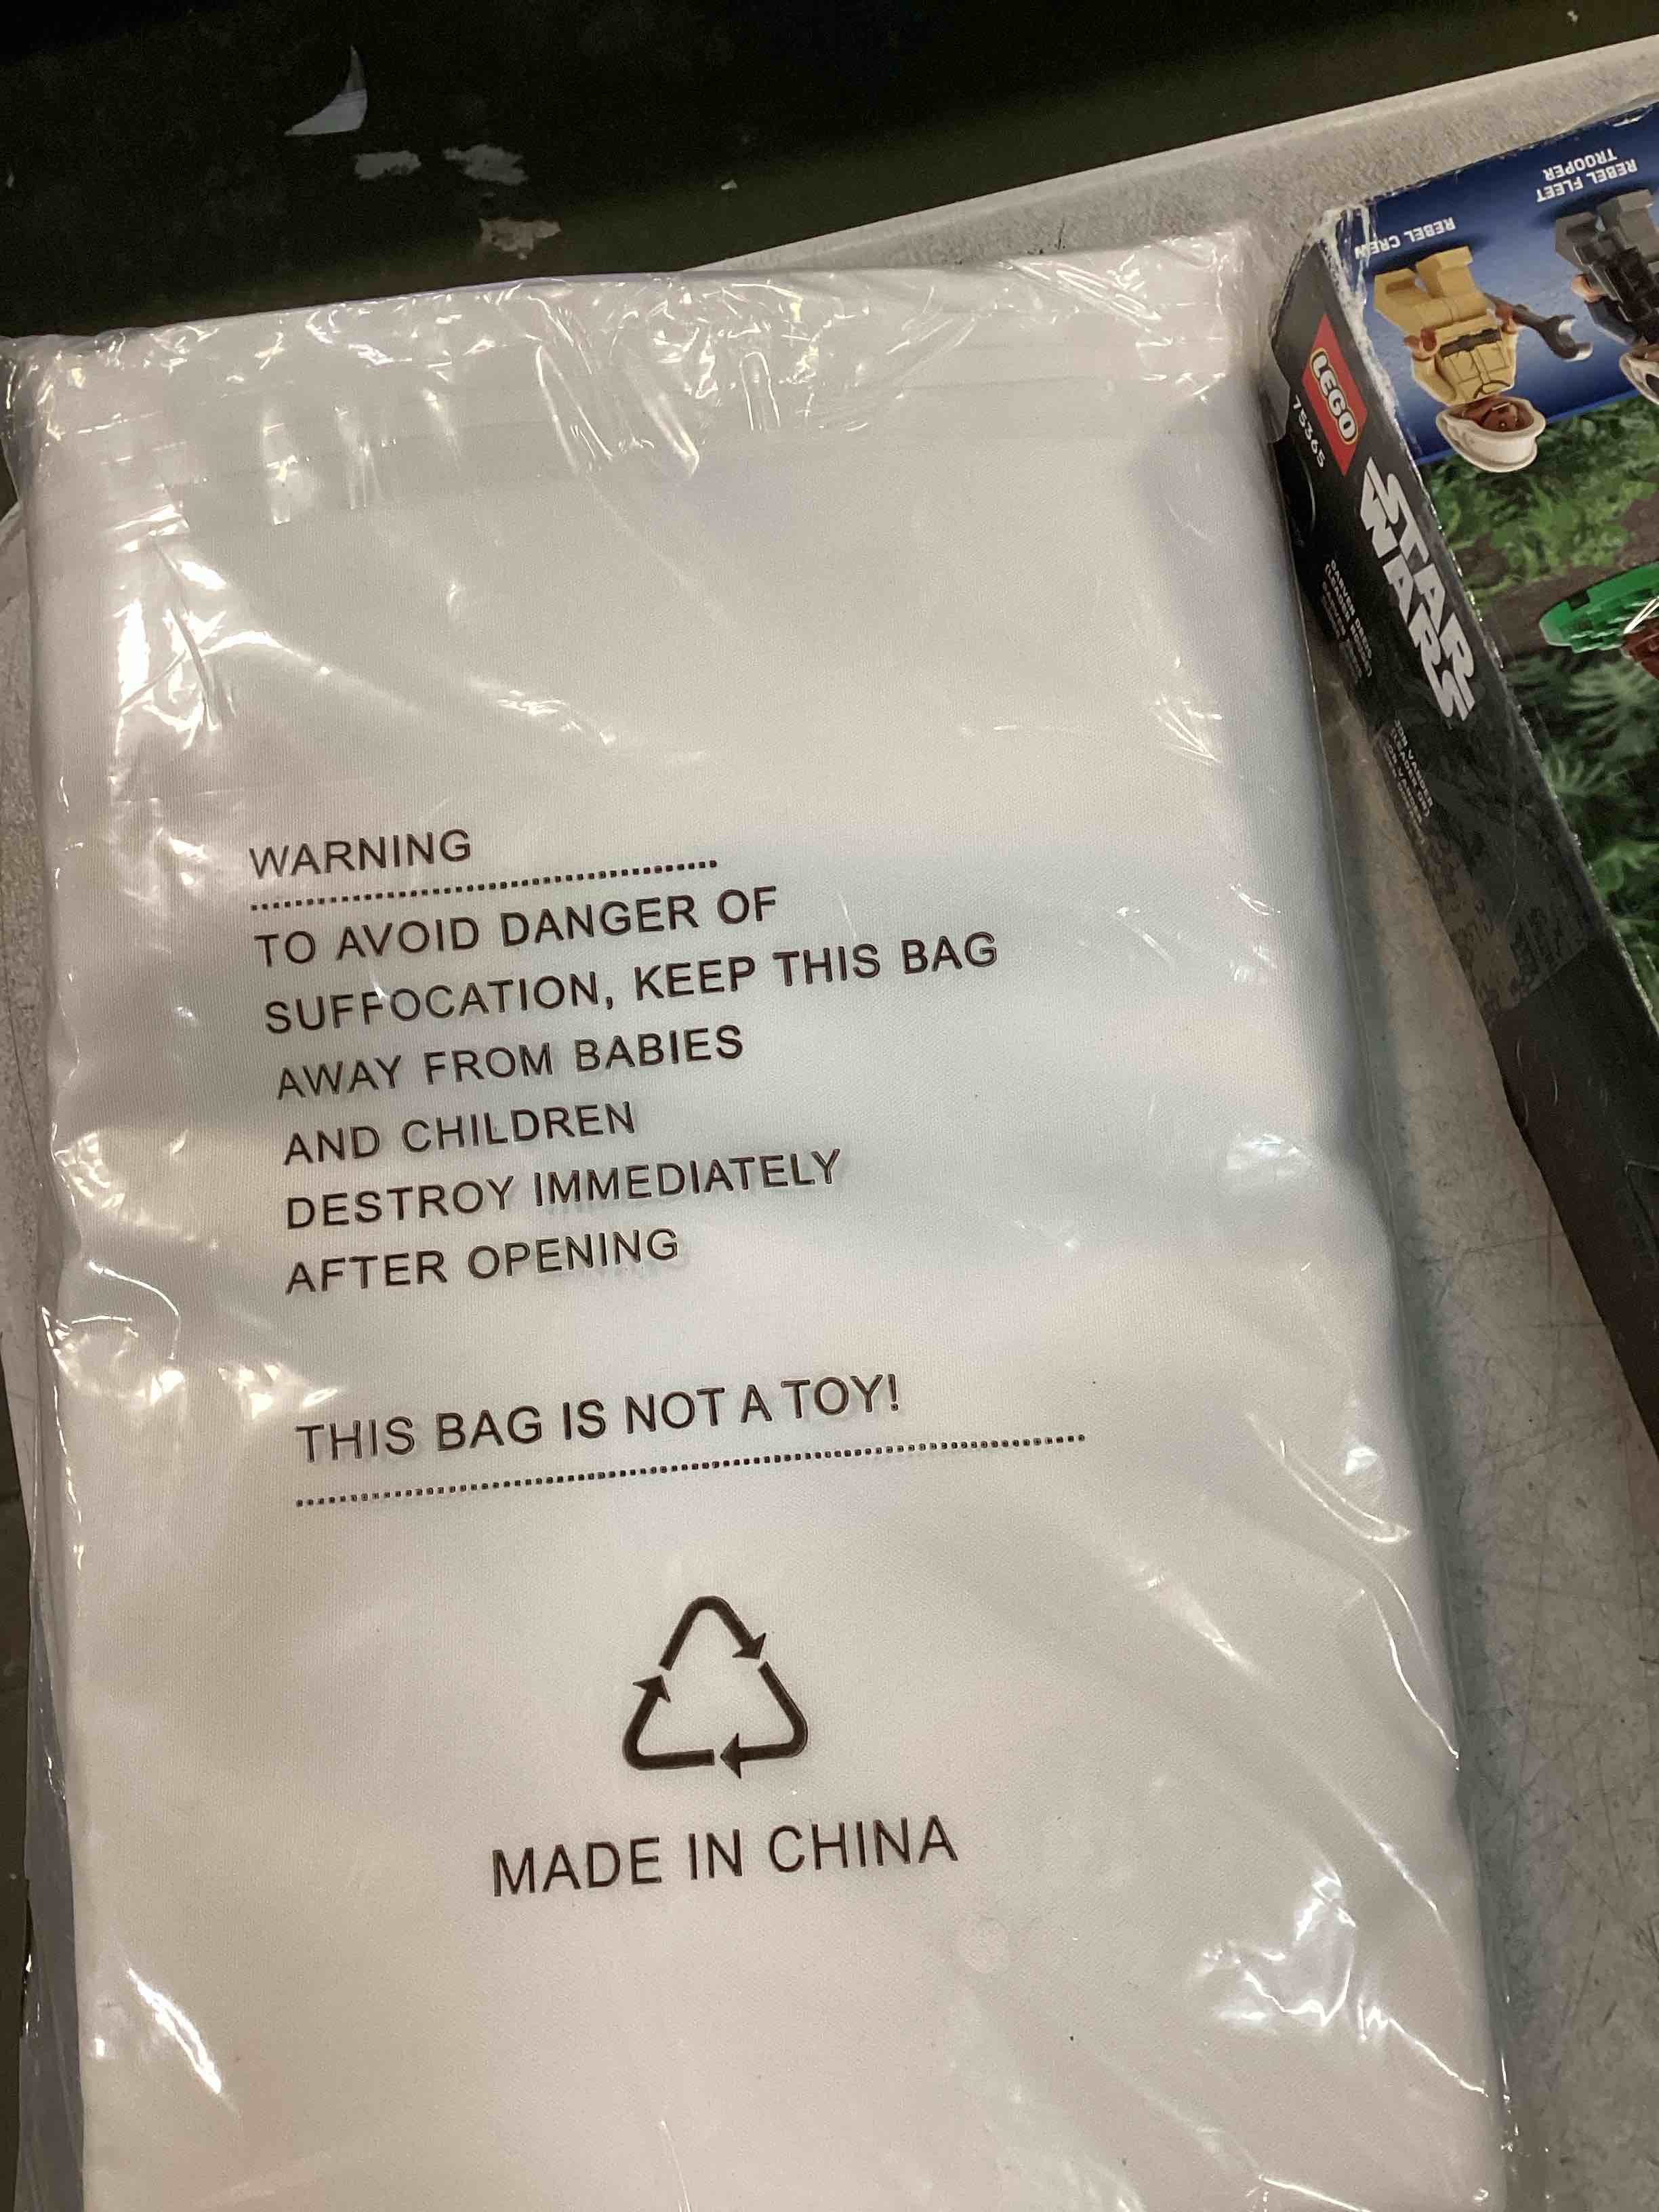 WARNING
TO AVOID DANGER OF
SUFFOCATION, KEEP THIS BAG
AWAY FROM BABIES
AND CHILDREN
DESTROY IMMEDIATELY
AFTER OPENING
THIS BAG IS NOT A TOY!
MADE IN CHINA
REBEL FLEET
TROOPER
REBEL CREW
LEGO
75365
STAR
WARS